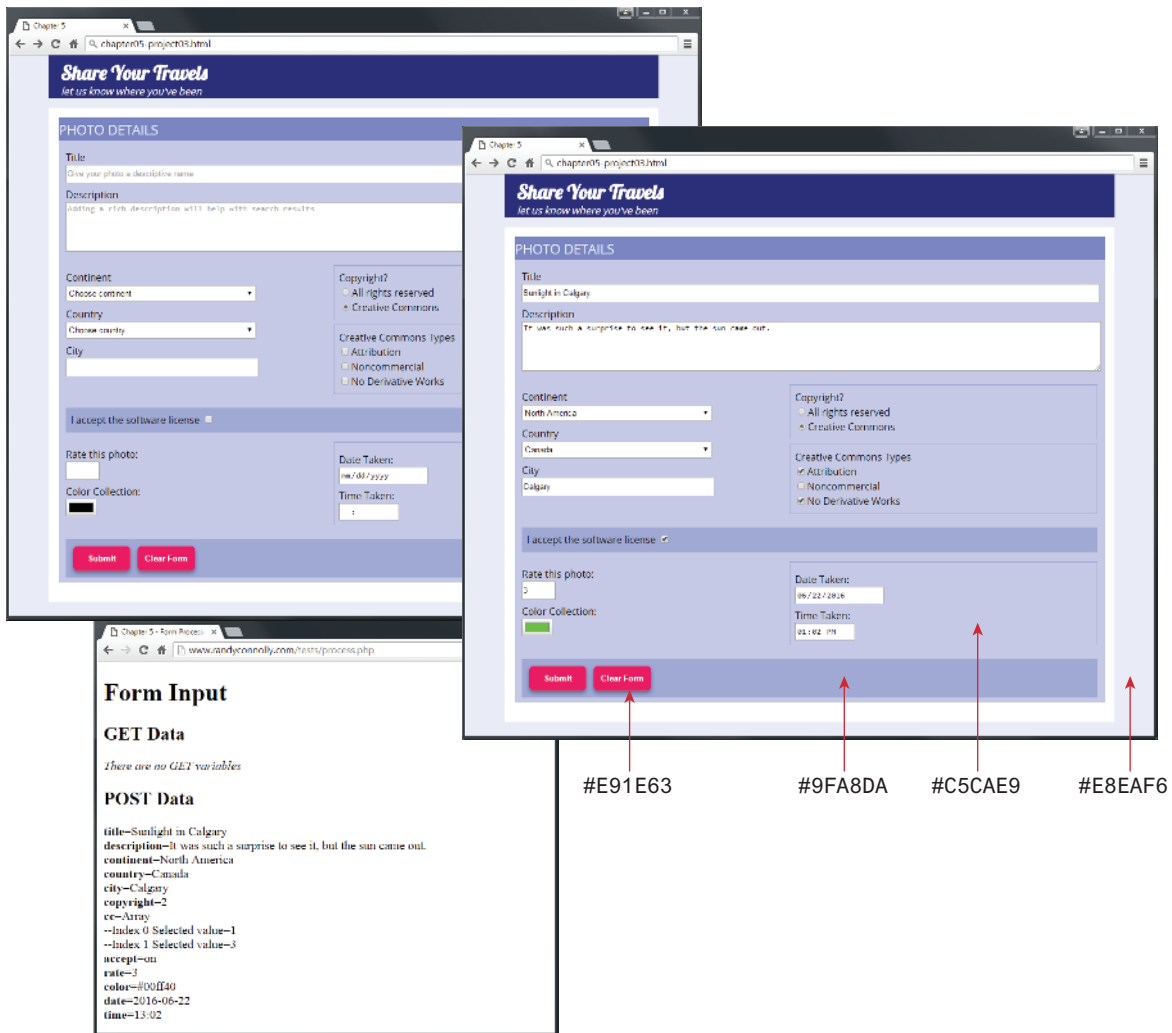 Chapter 5
chapter05-project03.html
Share Your Travels
let us know where you've been
PHOTO DETAILS
Title
Give your photo a descriptive name
Description
Adding a rich description will help with search results
Continent
Choose continent
Country
Choose country
City
Copyright?
All rights reserved
Creative Commons
Creative Commons Types
Attribution
Noncommercial
No Derivative Works
I accept the software license
Rate this photo:
Color Collection:
Date Taken:
mm/dd/yyyy
Time Taken:
:
Submit
Clear Form
Chapter 5
chapter05-project03.html
Share Your Travels
let us know where you've been
PHOTO DETAILS
Title
Sunlight in Calgary
Description
It was such a surprise to see it, but the sun came out.
Continent
North America
Country
Canada
City
Calgary
Copyright?
All rights reserved
Creative Commons
Creative Commons Types
Attribution
Noncommercial
No Derivative Works
I accept the software license
Rate this photo:
3
Color Collection:
Date Taken:
06/22/2016
Time Taken:
01:02 PM
Submit
Clear Form
#E91E63
#9FA8DA
#C5CAE9
#E8EAF6
Chapter 5 - Form Process
www.randyconnolly.com/tests/process.php
Form Input
GET Data
There are no GET variables
POST Data
title=Sunlight in Calgary
description=It was such a surprise to see it, but the sun came out.
continent=North America
country=Canada
city=Calgary
copyright=2
cc=Array
--Index 0 Selected value=1
--Index 1 Selected value=3
accept=on
rate=3
color=#00ff40
date=2016-06-22
time=13:02